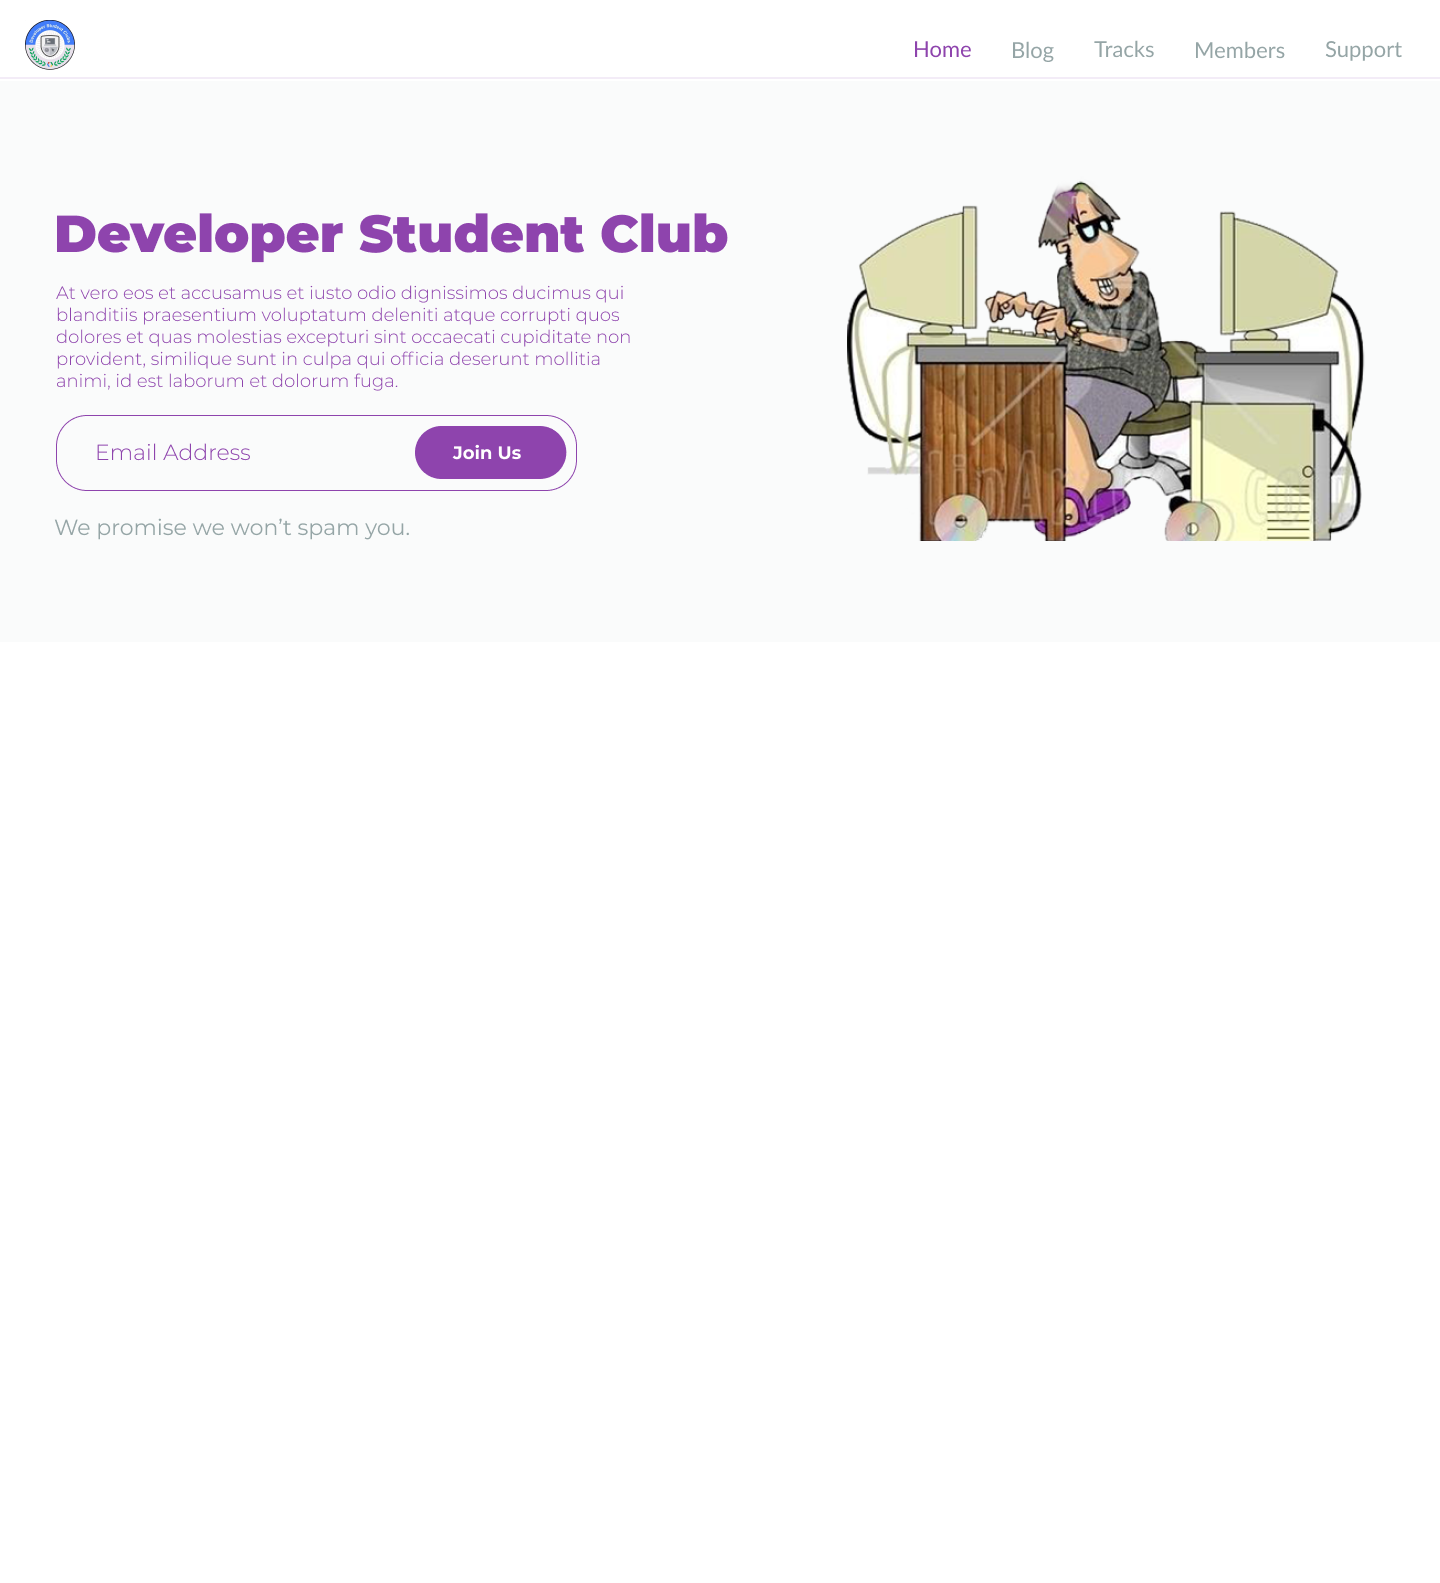 Developer Student Clubs
Home Blog Tracks Members Support
Developer Student Club
At vero eos et accusamus et iusto odio dignissimos ducimus qui
blanditiis praesentium voluptatum deleniti atque corrupti quos
dolores et quas molestias excepturi sint occaecati cupiditate non
provident, similique sunt in culpa qui officia deserunt mollitia
animi, id est laborum et dolorum fuga.
Email Address
Join Us
We promise we won’t spam you.